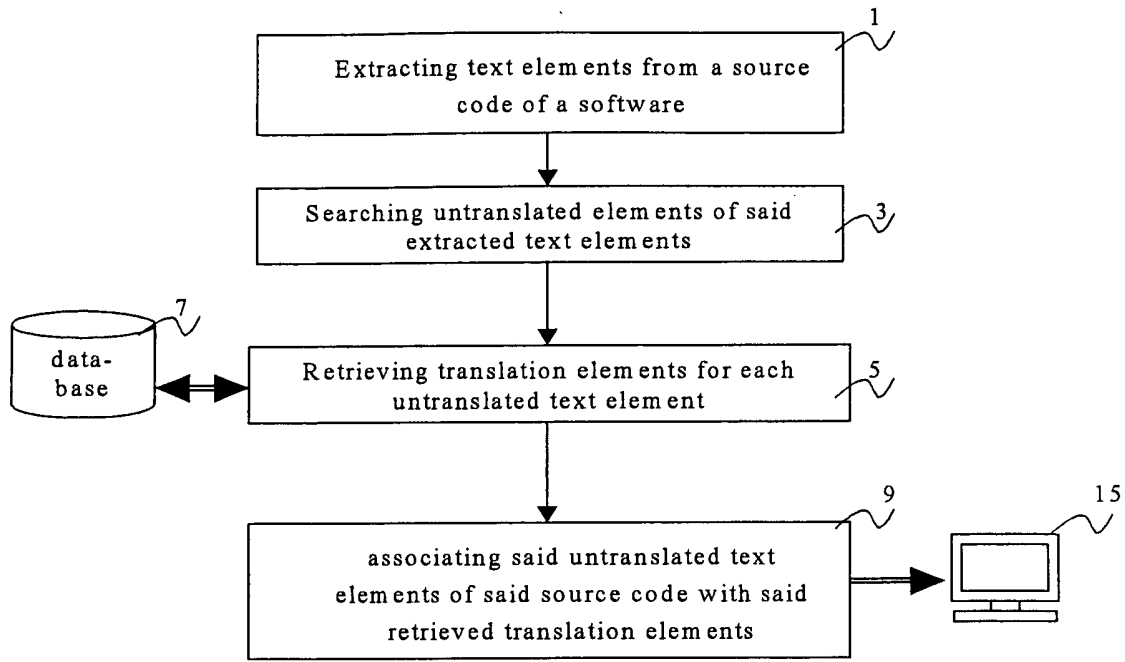 1
Extracting text elements from a source
code of a software
3
Searching untranslated elements of said
extracted text elements
7
data-
base
5
Retrieving translation elements for each
untranslated text element
9
15
associating said untranslated text
elements of said source code with said
retrieved translation elements